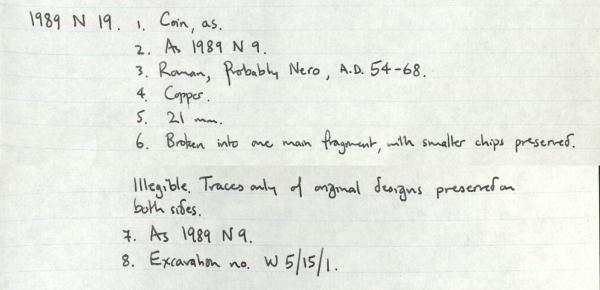 1989 N 19. 1. Coin, as.
2. As 1989 N 9.
3. Roman, Probably Nero, A.D. 54-68.
4. Copper.
5. 21 mm.
6. Broken into one main fragment, with smaller chips preserved.
Illegible. Traces only of original designs preserved on
both sides.
7. As 1989 N 9.
8. Excavation no. W 5/15/1.